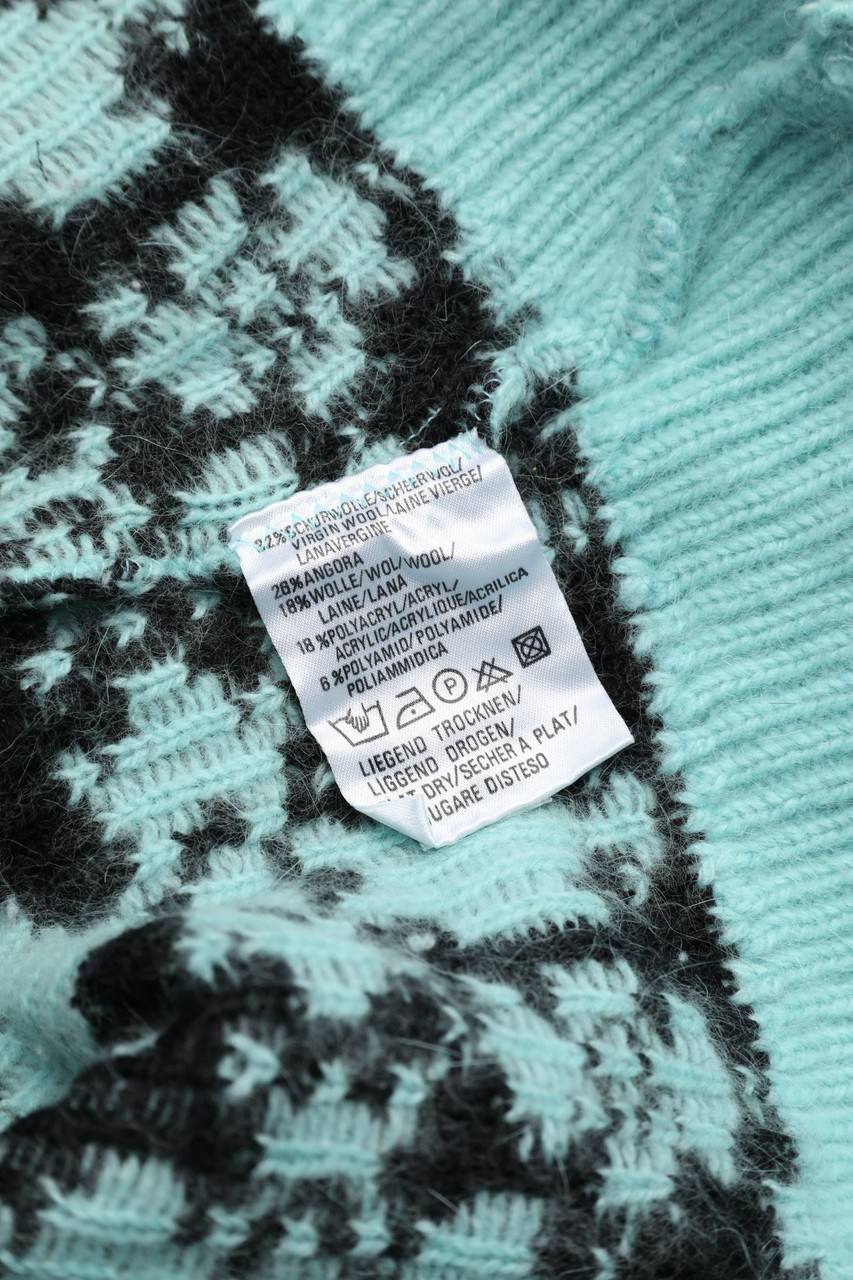 32%SCHURWOLLE/SCHEERWOL/
VIRGIN WOOL/LAINE VIERGE/
LANAVERGINE
26%ANGORA
18%WOLLE/WOL/WOOL/
LAINE/LANA
18%POLYACRYL/ACRYL/
ACRYLIC/ACRYLIQUE/ACRILICA
6%POLYAMID/POLYAMIDE/
POLIAMMIDICA
P
LIEGEND TROCKNEN/
LIGGEND DROGEN/
DRY/SECHER A PLAT/
DISTESO